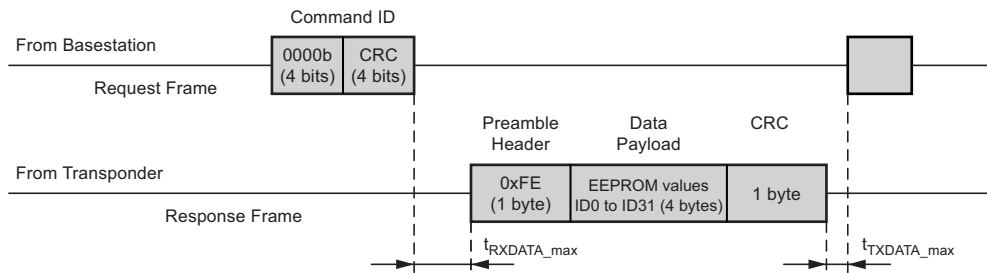 Command ID
From Basestation
0000b
(4 bits)
CRC
(4 bits)
Request Frame
Preamble
Header
Data
Payload
CRC
From Transponder
0xFE
(1 byte)
EEPROM values
ID0 to ID31 (4 bytes)
1 byte
Response Frame
tRXDATA_max
tTXDATA_max